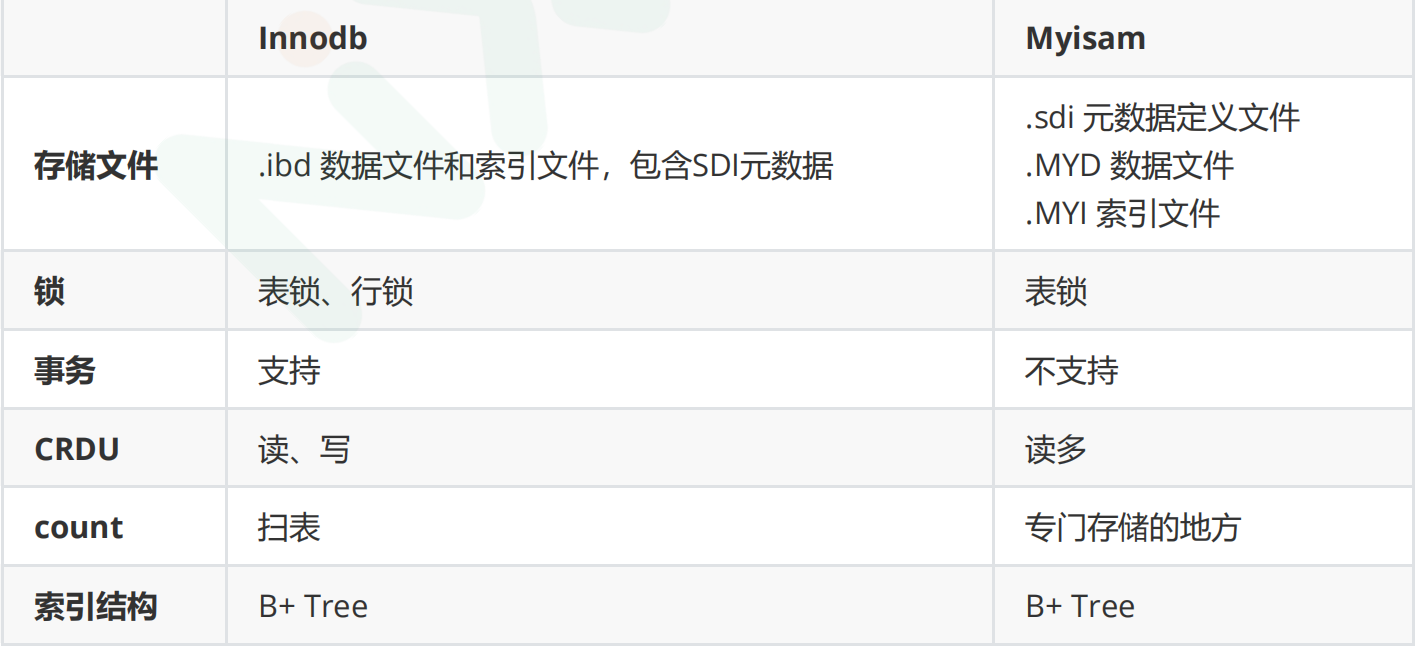 Innodb Myisam
存储文件 .ibd 数据文件和索引文件，包含SDI元数据 .sdi 元数据定义文件
.MYD 数据文件
.MYI 索引文件
锁 表锁、行锁 表锁
事务 支持 不支持
CRDU 读、写 读多
count 扫表 专门存储的地方
索引结构 B+ Tree B+ Tree